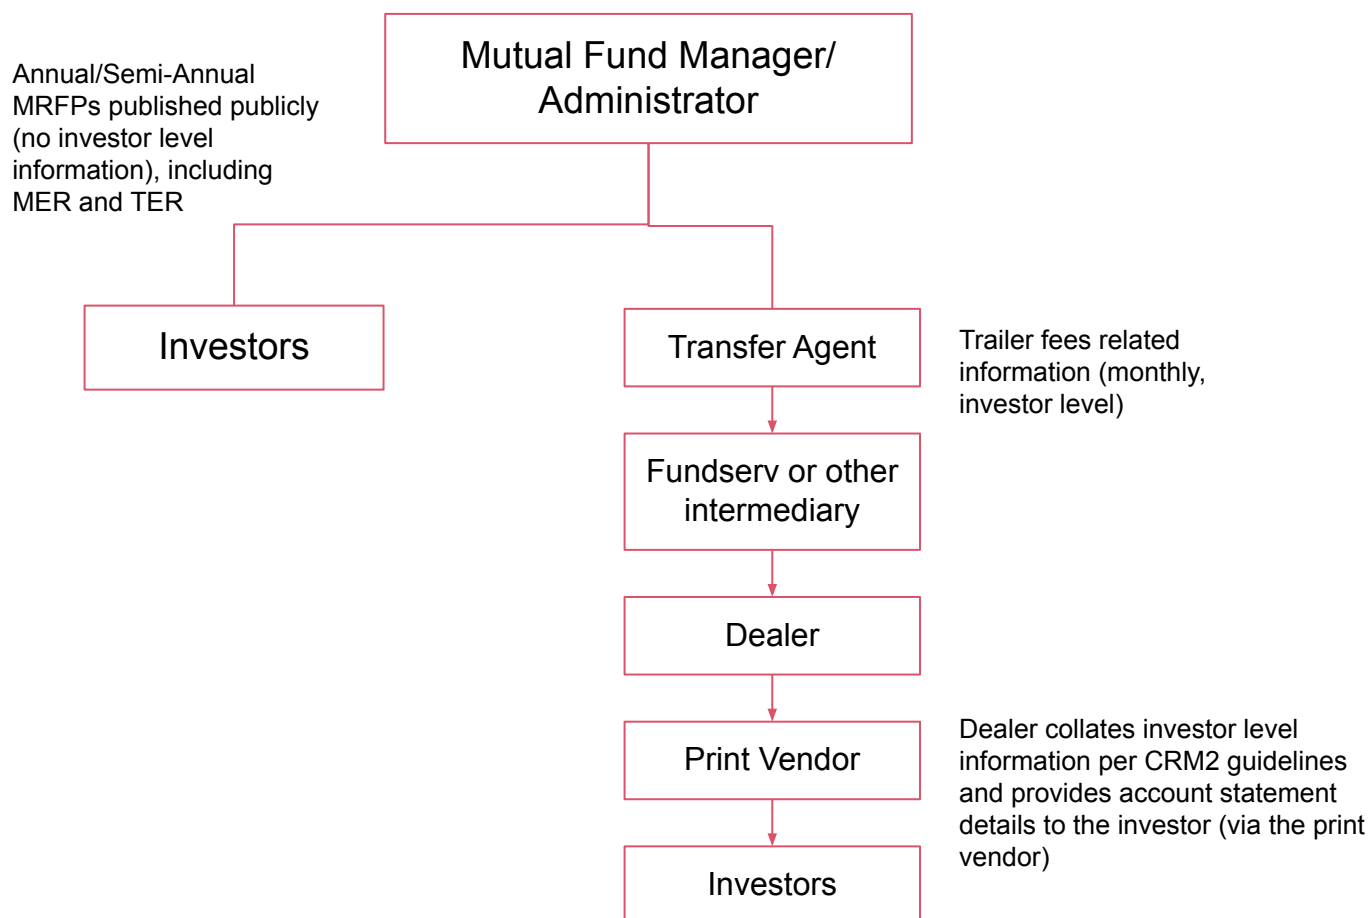 Mutual Fund Manager/
Administrator
Annual/Semi-Annual
MRFPs published publicly
(no investor level
information), including
MER and TER
Investors
Transfer Agent
Trailer fees related
information (monthly,
investor level)
Fundserv or other
intermediary
Dealer
Print Vendor
Dealer collates investor level
information per CRM2 guidelines
and provides account statement
details to the investor (via the print
vendor)
Investors